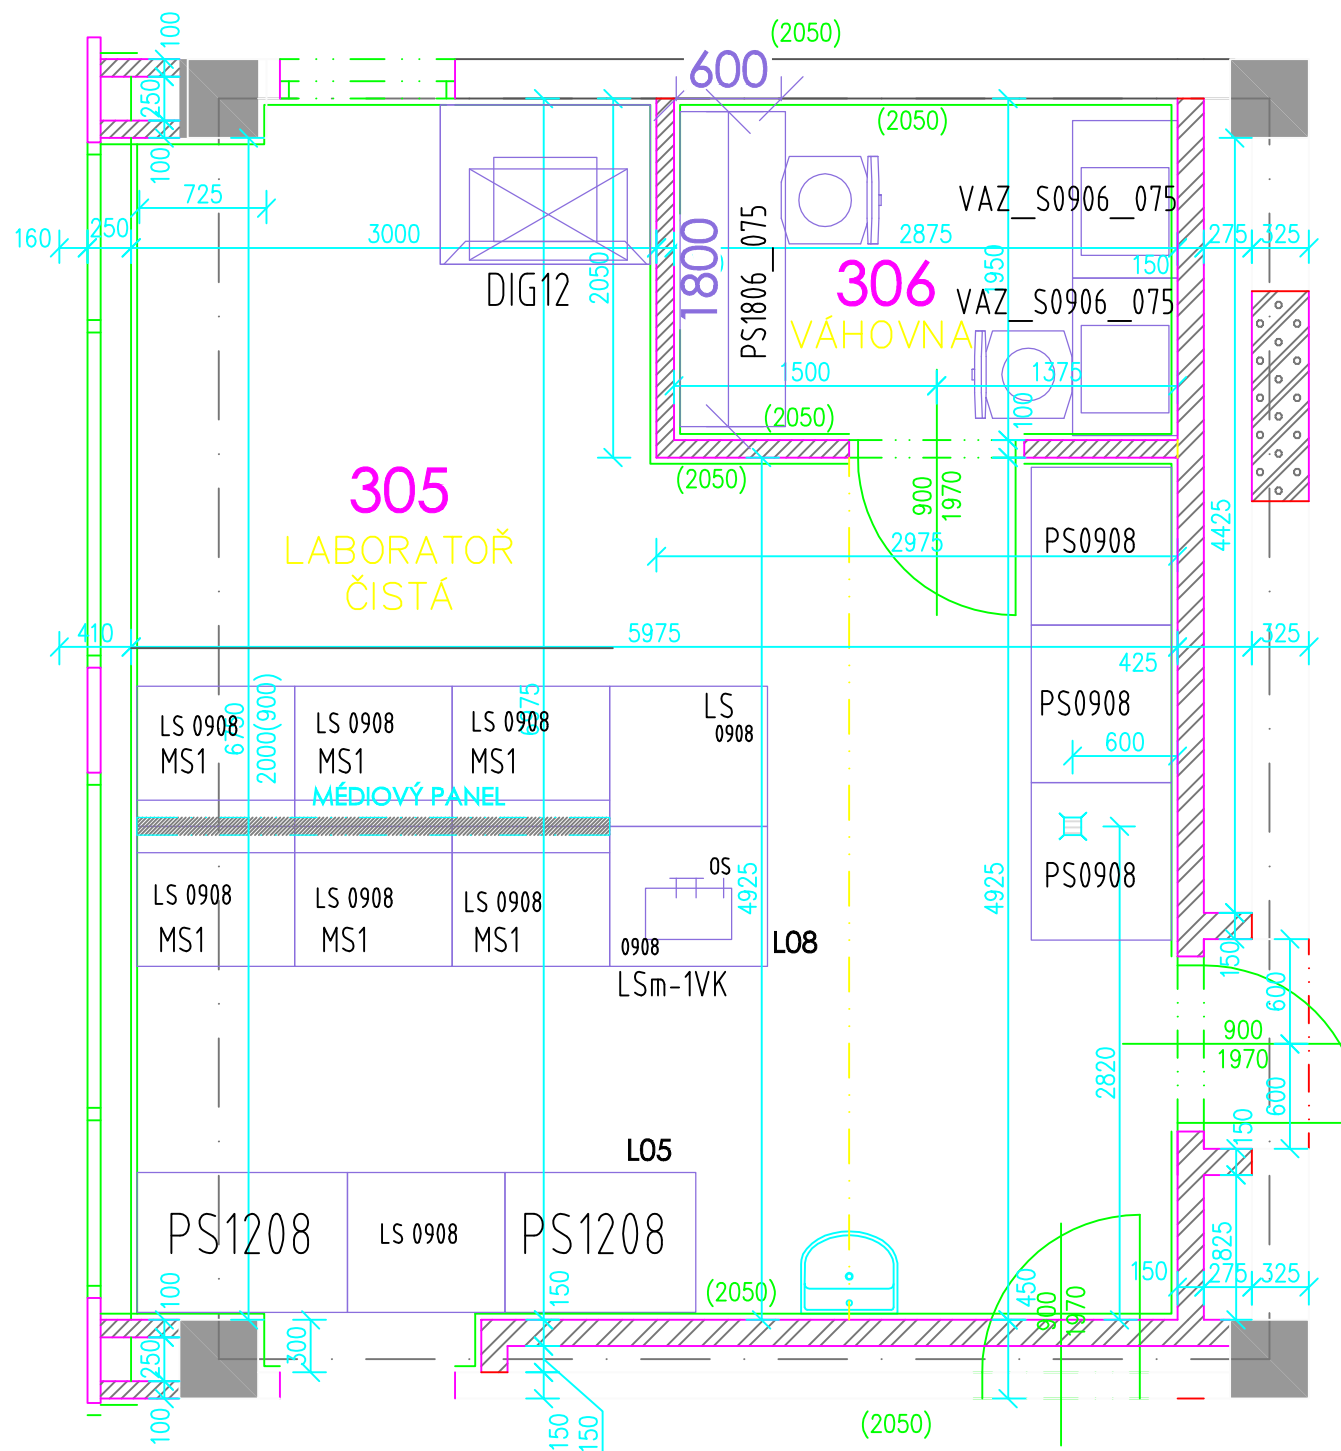 (2050)
100
600
250
(2050)
100
725
VAZ_S0906_075
160
250
3000
2875
275
325
2050
1800
PS1806_075
1950
150
DIG12
306
VAZ_S0906_075
VÁHOVNA
1500
1375
(2050)
100
305
(2050)
900
1970
4425
LABORATOŘ
ČISTÁ
2975
PS0908
410
5975
325
425
LS 0908
MS1
6790
2000(900)
LS 0908
MS1
LS 0908
MS1
LS
0908
PS0908
600
MÉDIOVÝ PANEL
LS 0908
MS1
LS 0908
MS1
LS 0908
MS1
OS
4925
4925
PS0908
0908
L08
LSm-1VK
150
600
900
1970
2820
600
150
L05
PS1208
LS 0908
PS1208
2825
150
275
325
100
150
(2050)
450
900
1970
250
300
100
150
150
(2050)